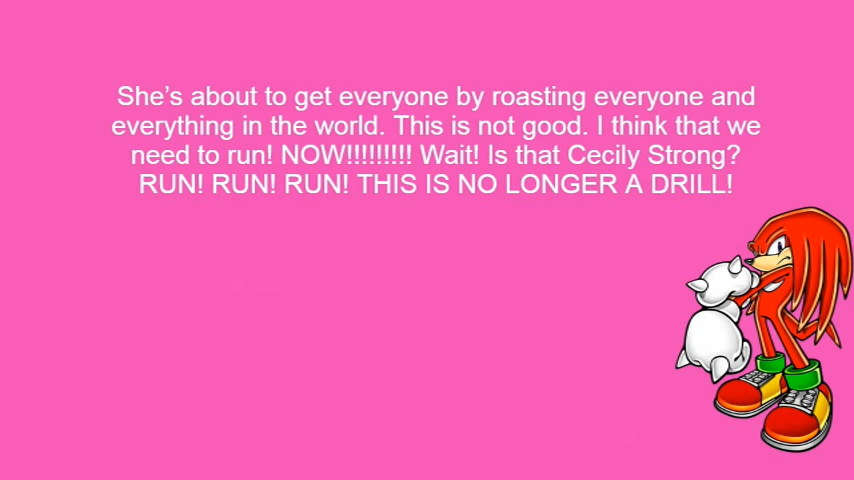 She’s about to get everyone by roasting everyone and
everything in the world. This is not good. I think that we
need to run! NOW!!!!!!!!! Wait! Is that Cecily Strong?
RUN! RUN! RUN! THIS IS NO LONGER A DRILL!